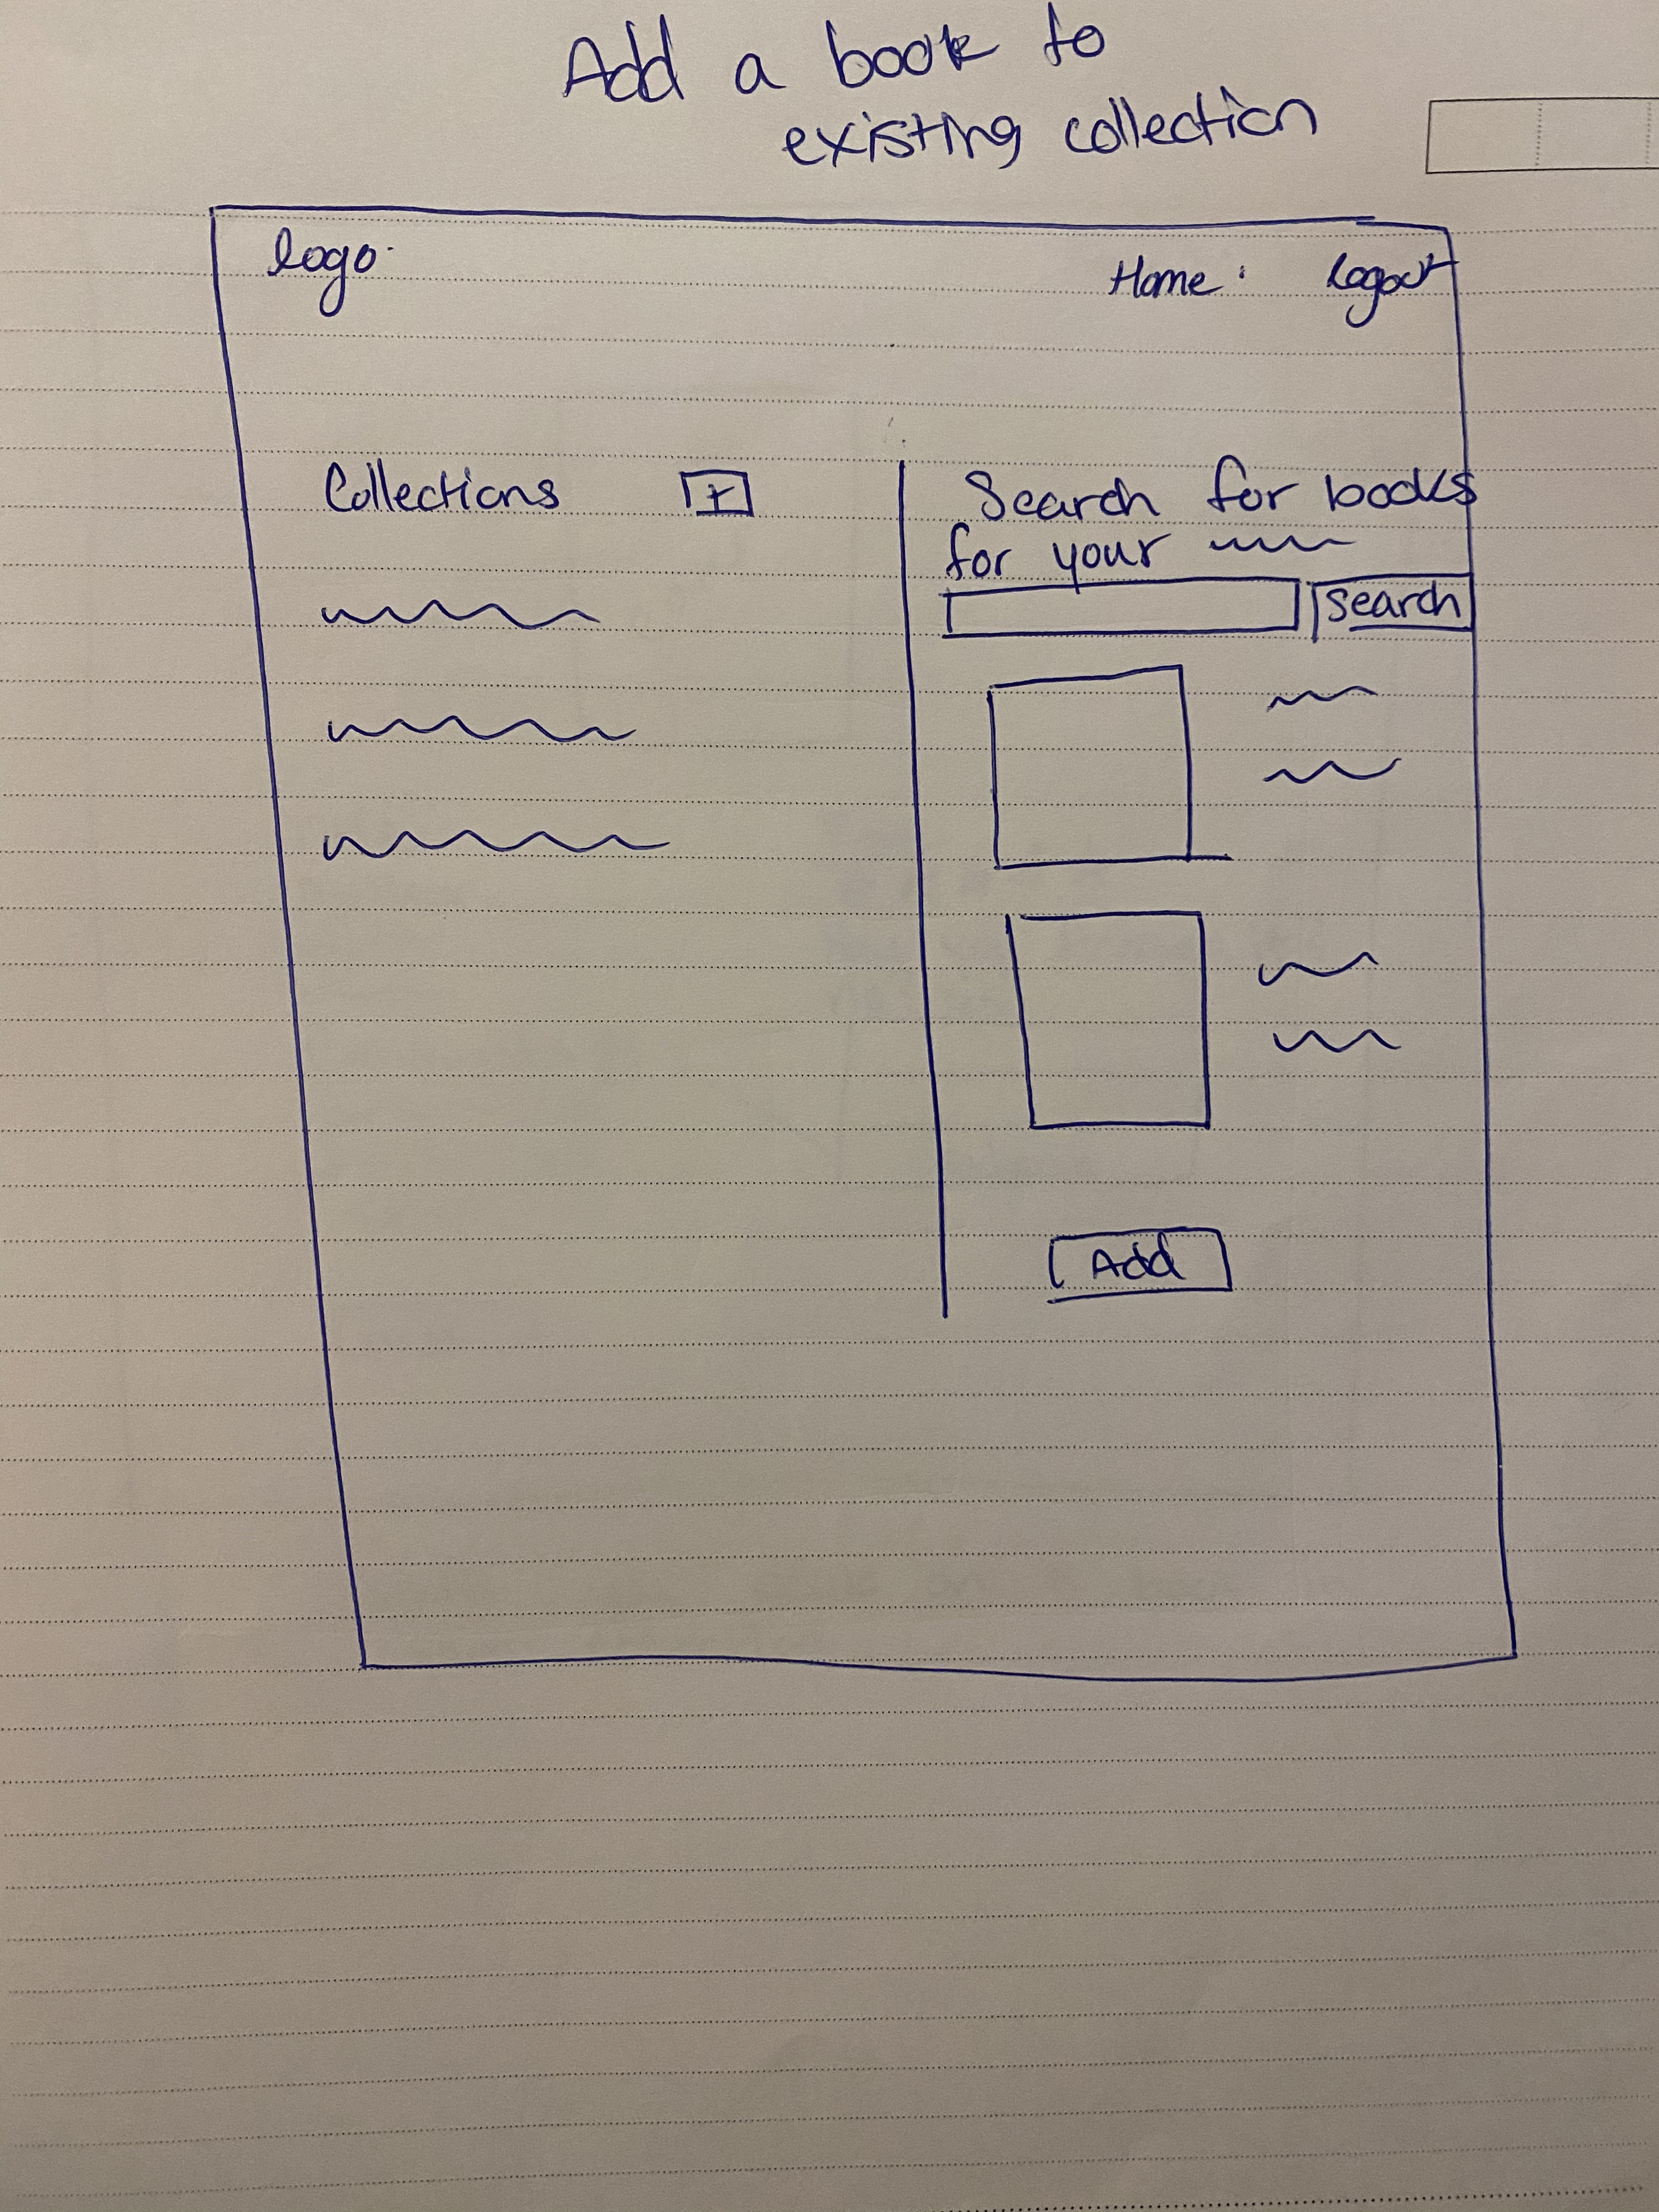 Add a book to
existing collection
logo
Home
logout
Collections +
Search for books
for your
Search
Add